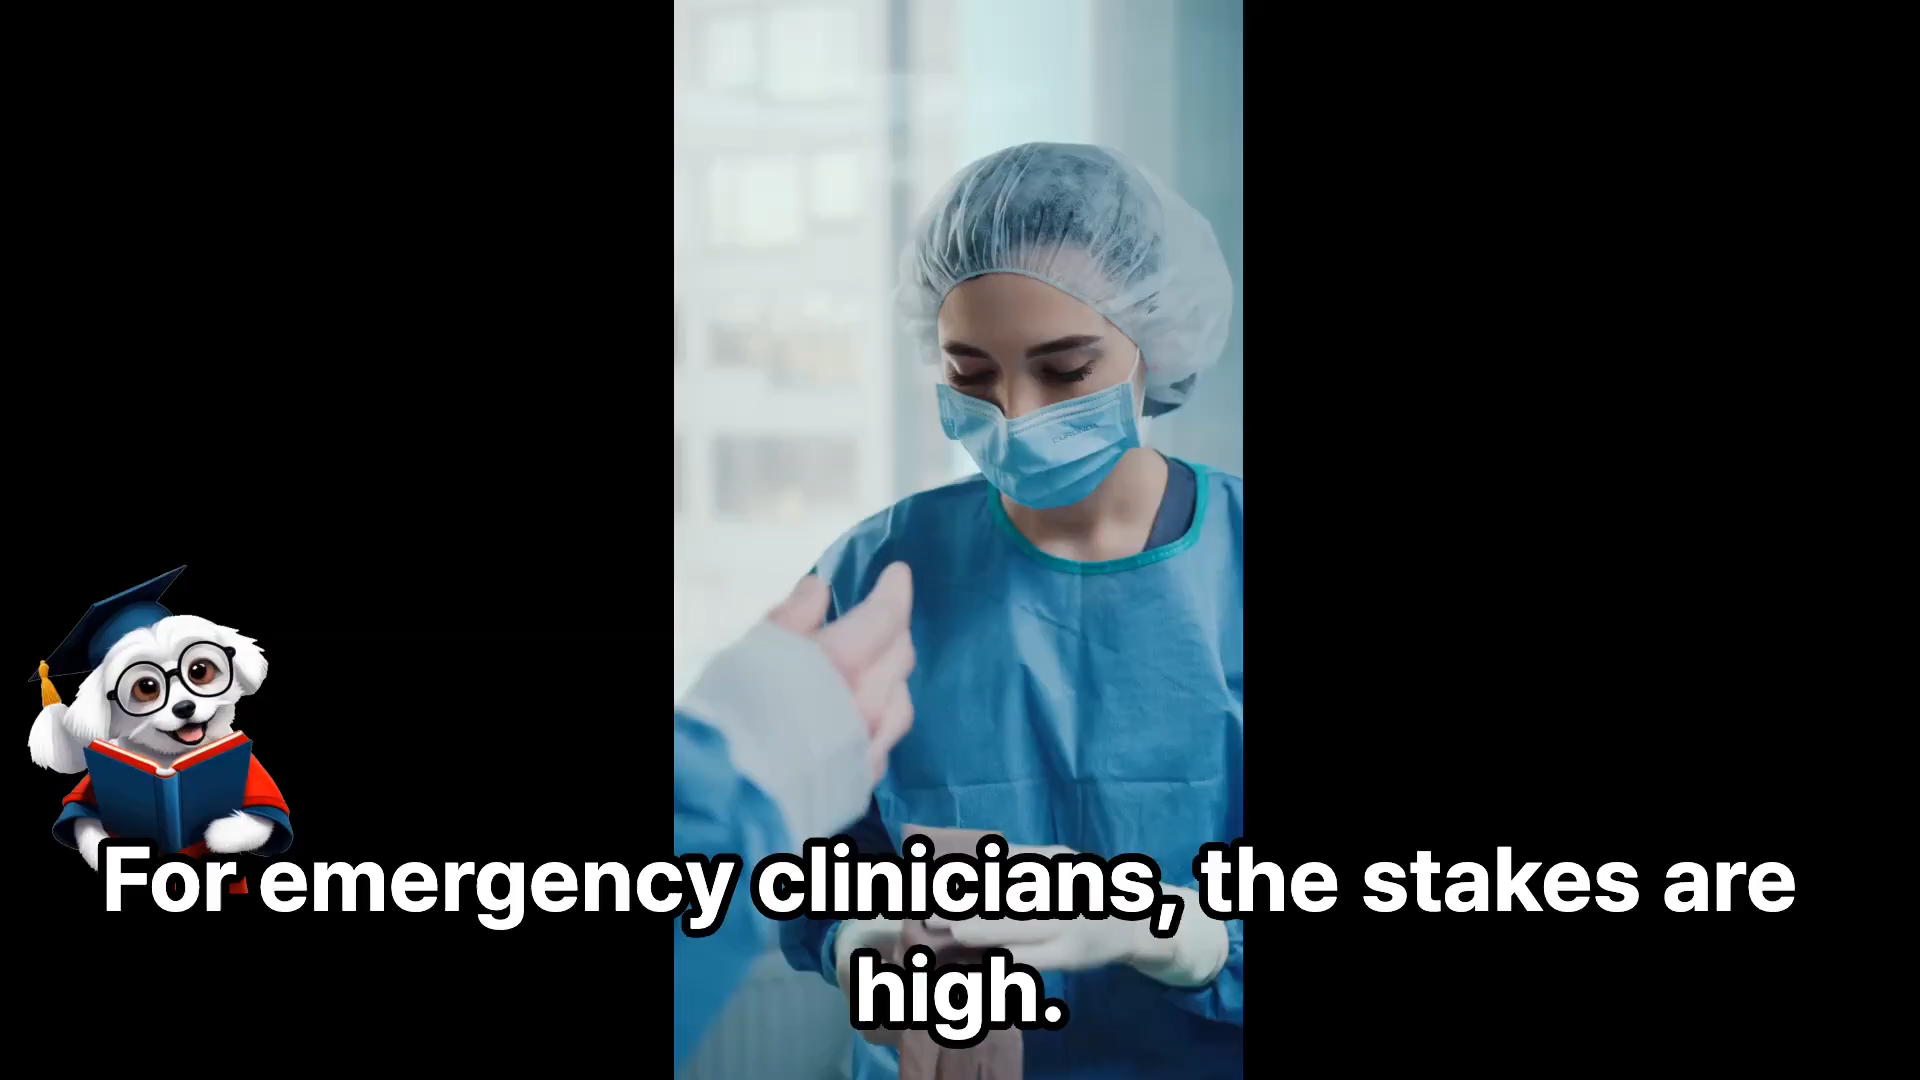 For emergency clinicians, the stakes are
high.